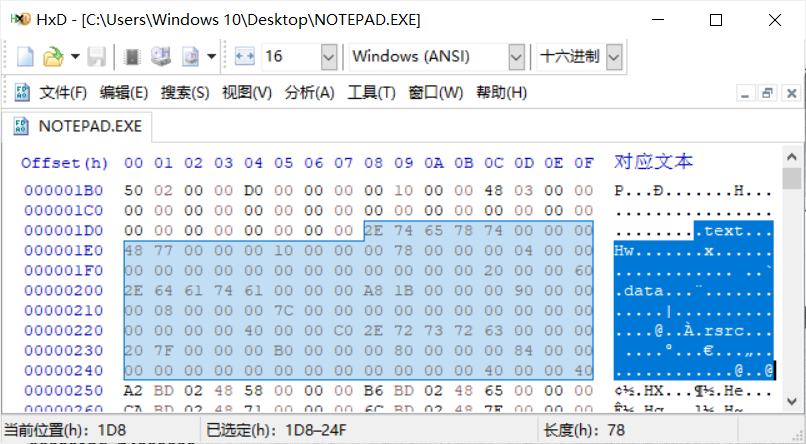 HxD - [C:\Users\Windows 10\Desktop\NOTEPAD.EXE]
16 Windows (ANSI) 十六进制
文件(F) 编辑(E) 搜索(S) 视图(V) 分析(A) 工具(T) 窗口(W) 帮助(H)
NOTEPAD.EXE
Offset(h) 00 01 02 03 04 05 06 07 08 09 0A 0B 0C 0D 0E 0F 对应文本
000001B0 50 02 00 00 D0 00 00 00 00 10 00 00 48 03 00 00 P...Ð.......H...
000001C0 00 00 00 00 00 00 00 00 00 00 00 00 00 00 00 00 ................
000001D0 00 00 00 00 00 00 00 00 2E 74 65 78 74 00 00 00 .........text...
000001E0 48 77 00 00 00 10 00 00 00 78 00 00 00 04 00 00 Hw.......x......
000001F0 00 00 00 00 00 00 00 00 00 00 00 00 20 00 00 60 ............ ..`
00000200 2E 64 61 74 61 00 00 00 A8 1B 00 00 00 90 00 00 .data...¨.......
00000210 00 08 00 00 00 7C 00 00 00 00 00 00 00 00 00 00 .....|..........
00000220 00 00 00 00 40 00 00 C0 2E 72 73 72 63 00 00 00 ....@..À.rsrc...
00000230 20 7F 00 00 00 B0 00 00 00 80 00 00 00 84 00 00  ....°...€...„..
00000240 00 00 00 00 00 00 00 00 00 00 00 00 40 00 00 40 ............@..@
00000250 A2 BD 02 48 58 00 00 00 B6 BD 02 48 65 00 00 00 ¢½.HX...¶½.He...
00000260 CA BD 02 48 71 00 00 00 6C BD 02 48 7E 00 00 00
当前位置(h): 1D8 已选定(h): 1D8–24F 长度(h): 78